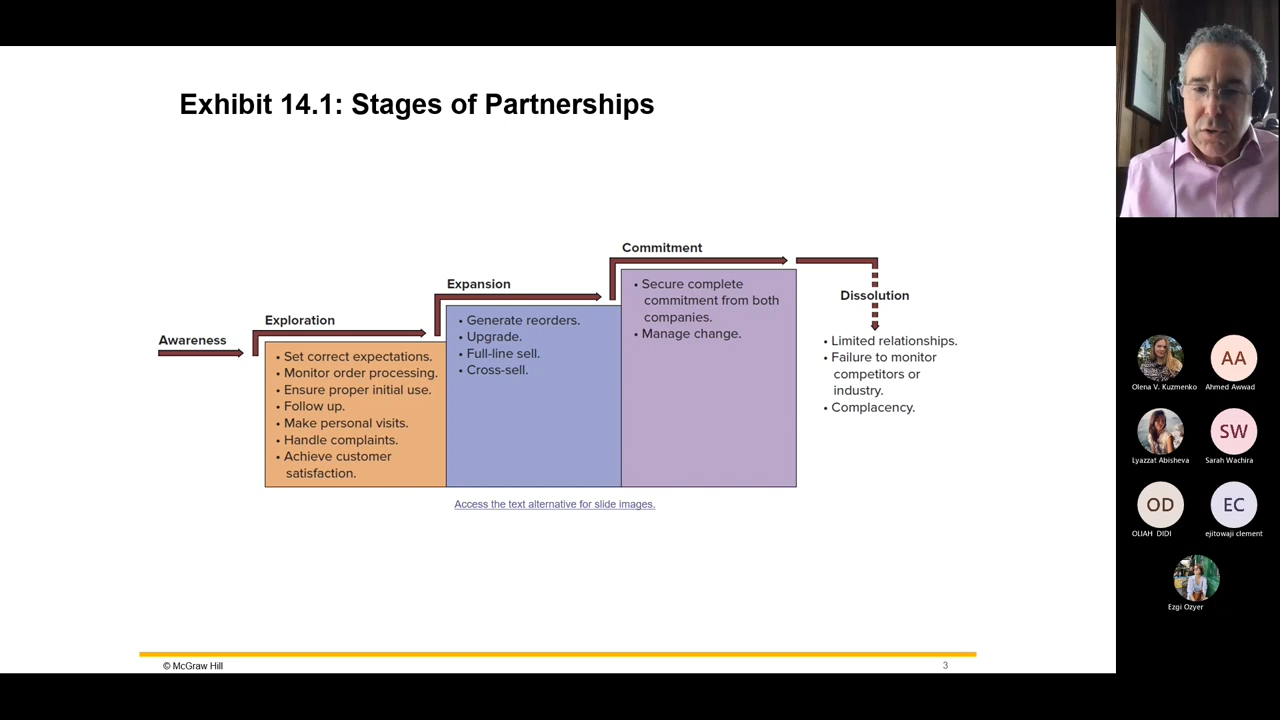 Exhibit 14.1: Stages of Partnerships
Awareness
Exploration
• Set correct expectations.
• Monitor order processing.
• Ensure proper initial use.
• Follow up.
• Make personal visits.
• Handle complaints.
• Achieve customer
satisfaction.
Expansion
• Generate reorders.
• Upgrade.
• Full-line sell.
• Cross-sell.
Commitment
• Secure complete
commitment from both
companies.
• Manage change.
Dissolution
• Limited relationships.
• Failure to monitor
competitors or
industry.
• Complacency.
Access the text alternative for slide images.
© McGraw Hill
3
Olena V. Kuzmenko
AA
Ahmed Awwad
Lyazzat Abisheva
SW
Sarah Wachira
OD
OLIAH DIDI
EC
ejitowaji clement
Ezgi Ozyer